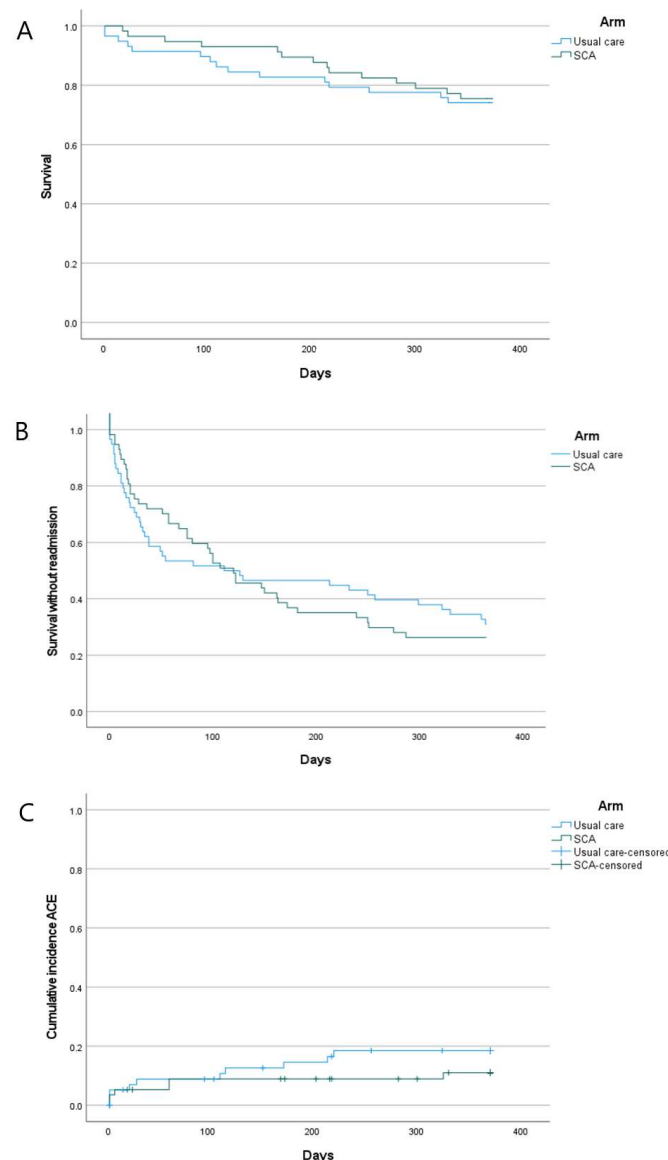 A
Arm
Usual care
SCA
1.0
0.8
0.6
0.4
0.2
0.0
Survival
0 100 200 300 400
Days
B
Arm
Usual care
SCA
1.0
0.8
0.6
0.4
0.2
0.0
Survival without readmission
0 100 200 300 400
Days
C
Arm
Usual care
SCA
Usual care-censored
SCA-censored
1.0
0.8
0.6
0.4
0.2
0.0
Cumulative incidence ACE
0 100 200 300 400
Days